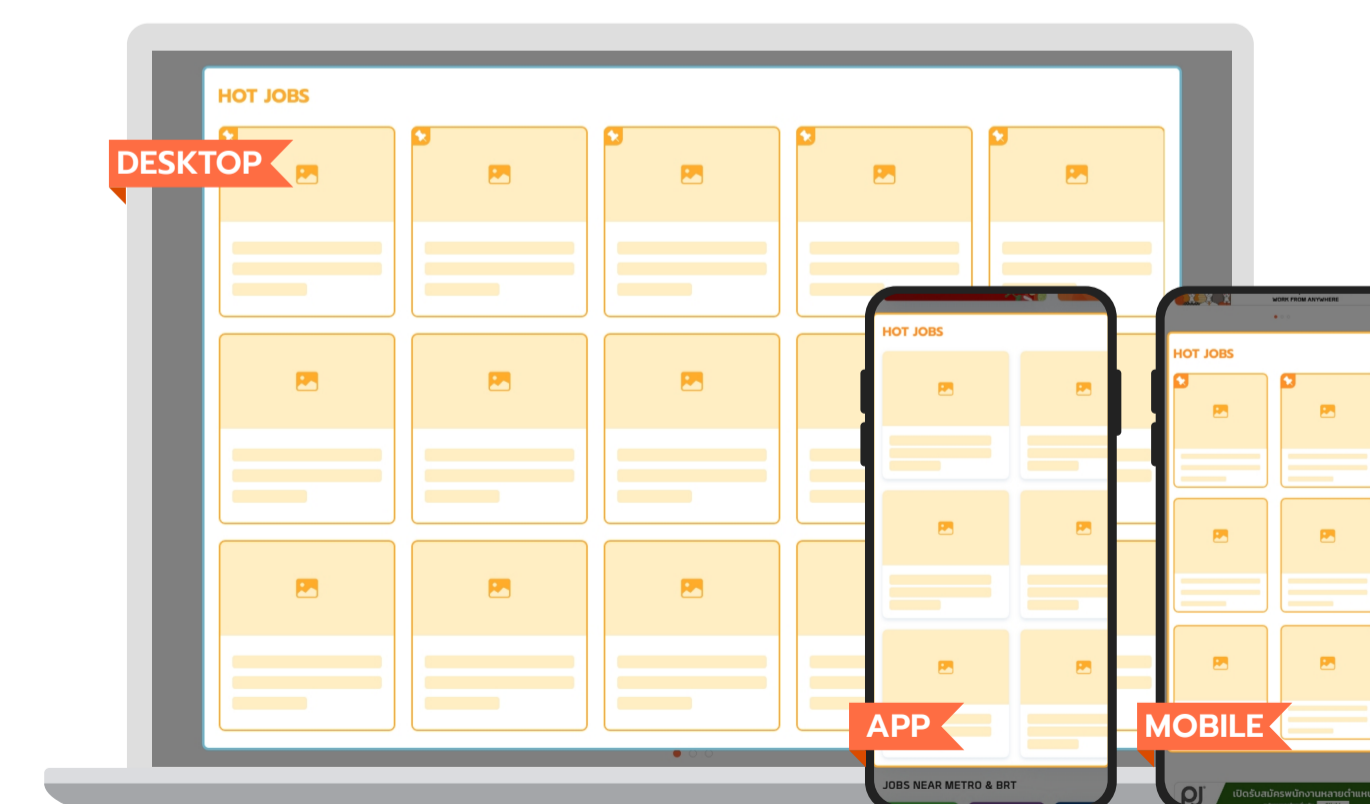 HOT JOBS
DESKTOP
HOT JOBS
APP
JOBS NEAR METRO & BRT
WORK FROM ANYWHERE
HOT JOBS
MOBILE